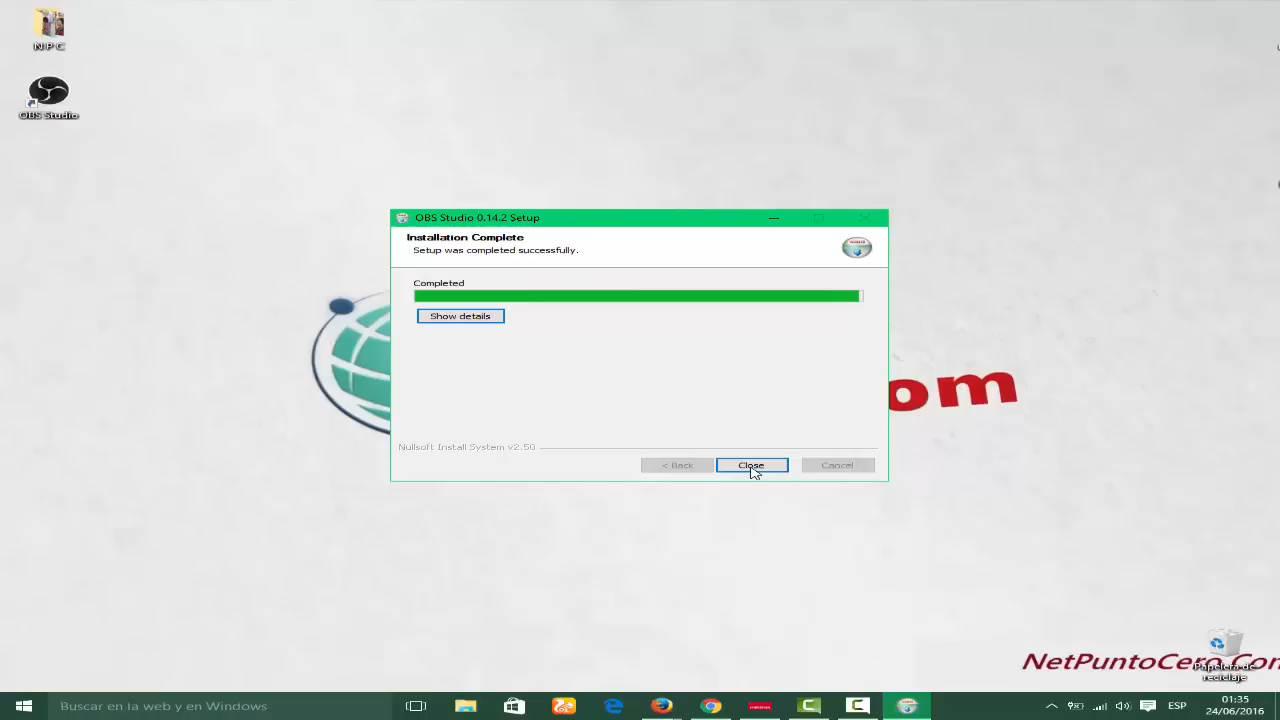 N P C
OBS Studio
OBS Studio 0.14.2 Setup
Installation Complete
Setup was completed successfully.
Completed
Show details
om
Nullsoft Install System v2.50
< Back
Close
Cancel
NetPuntoCero.Com
Papelera de
reciclaje
Buscar en la web y en Windows
ESP
01:35
24/06/2016